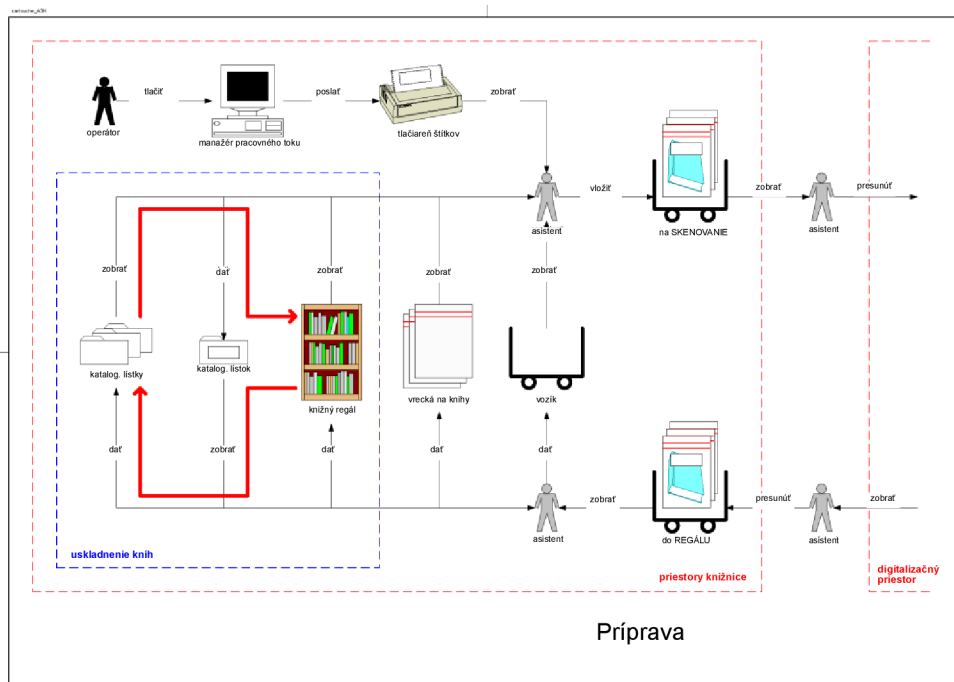 cartouche_A3H
tlačiť
poslať
zobrať
operátor
manažér pracovného toku
tlačiareň štítkov
vložiť
zobrať
presunúť
asistent
na SKENOVANIE
asistent
zobrať
dať
zobrať
zobrať
zobrať
katalog. lístky
katalog. lístok
knižný regál
vrecká na knihy
vozík
dať
zobrať
dať
dať
dať
zobrať
presunúť
zobrať
asistent
do REGÁLU
asistent
uskladnenie knih
priestory knižnice
digitalizačný
priestor
Príprava